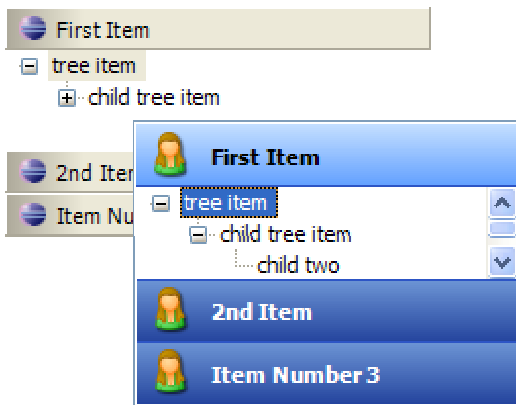 First Item
tree item
child tree item
2nd Iter
Item Nu
First Item
tree item
child tree item
child two
2nd Item
Item Number 3